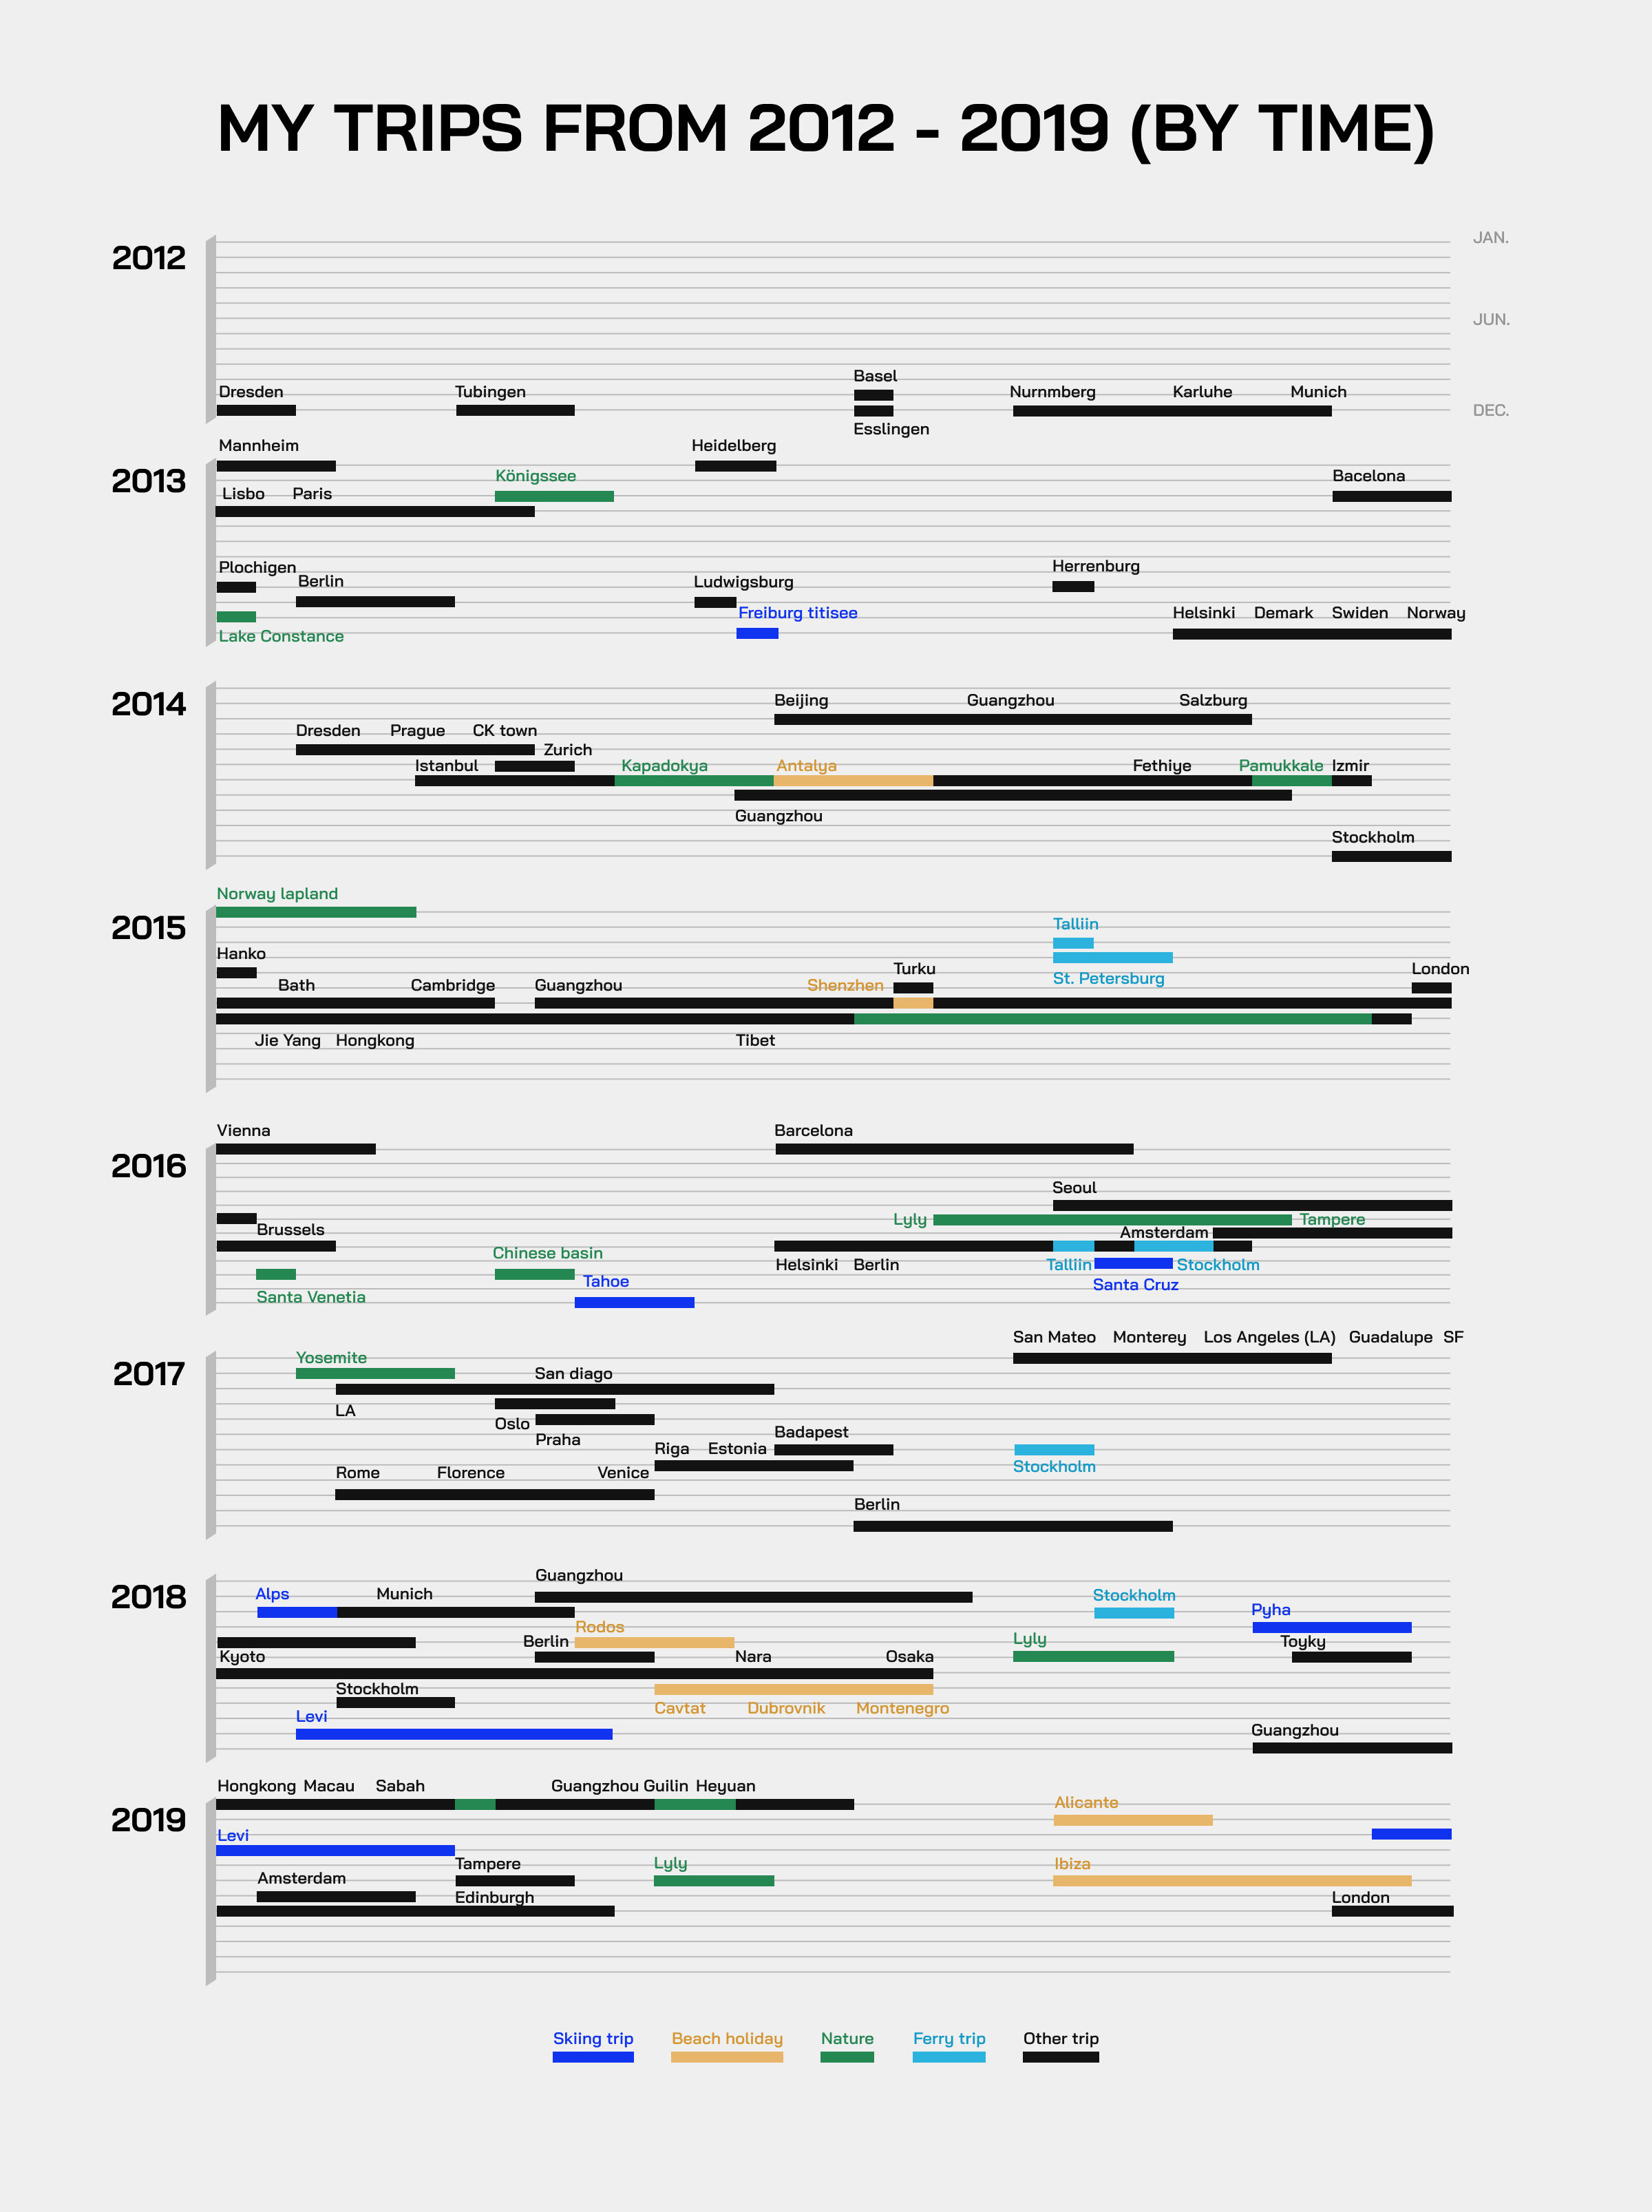 MY TRIPS FROM 2012 - 2019 (BY TIME)
2012
JAN.
JUN.
Basel
Dresden Tubingen Nurnmberg Karluhe Munich
DEC.
Esslingen
2013
Mannheim Heidelberg
Königssee Bacelona
Lisbo Paris
Plochigen Herrenburg
Berlin Ludwigsburg
Freiburg titisee Helsinki Demark Swiden Norway
Lake Constance
2014
Beijing Guangzhou Salzburg
Dresden Prague CK town
Zurich
Istanbul Kapadokya Antalya Fethiye Pamukkale Izmir
Guangzhou
Stockholm
2015
Norway lapland
Talliin
Hanko
Turku London
St. Petersburg
Bath Cambridge Guangzhou Shenzhen
Jie Yang Hongkong Tibet
2016
Vienna Barcelona
Seoul
Lyly Tampere
Brussels Amsterdam
Chinese basin Helsinki Berlin Talliin Stockholm
Tahoe Santa Cruz
Santa Venetia
2017
San Mateo Monterey Los Angeles (LA) Guadalupe SF
Yosemite
San diago
LA
Oslo
Praha Badapest
Riga Estonia
Stockholm
Rome Florence Venice
Berlin
2018
Guangzhou
Alps Munich Stockholm
Pyha
Rodos
Berlin Lyly Toyky
Kyoto Nara Osaka
Stockholm
Cavtat Dubrovnik Montenegro
Levi
Guangzhou
2019
Hongkong Macau Sabah Guangzhou Guilin Heyuan
Alicante
Levi
Tampere Lyly Ibiza
Amsterdam
Edinburgh London
Skiing trip Beach holiday Nature Ferry trip Other trip